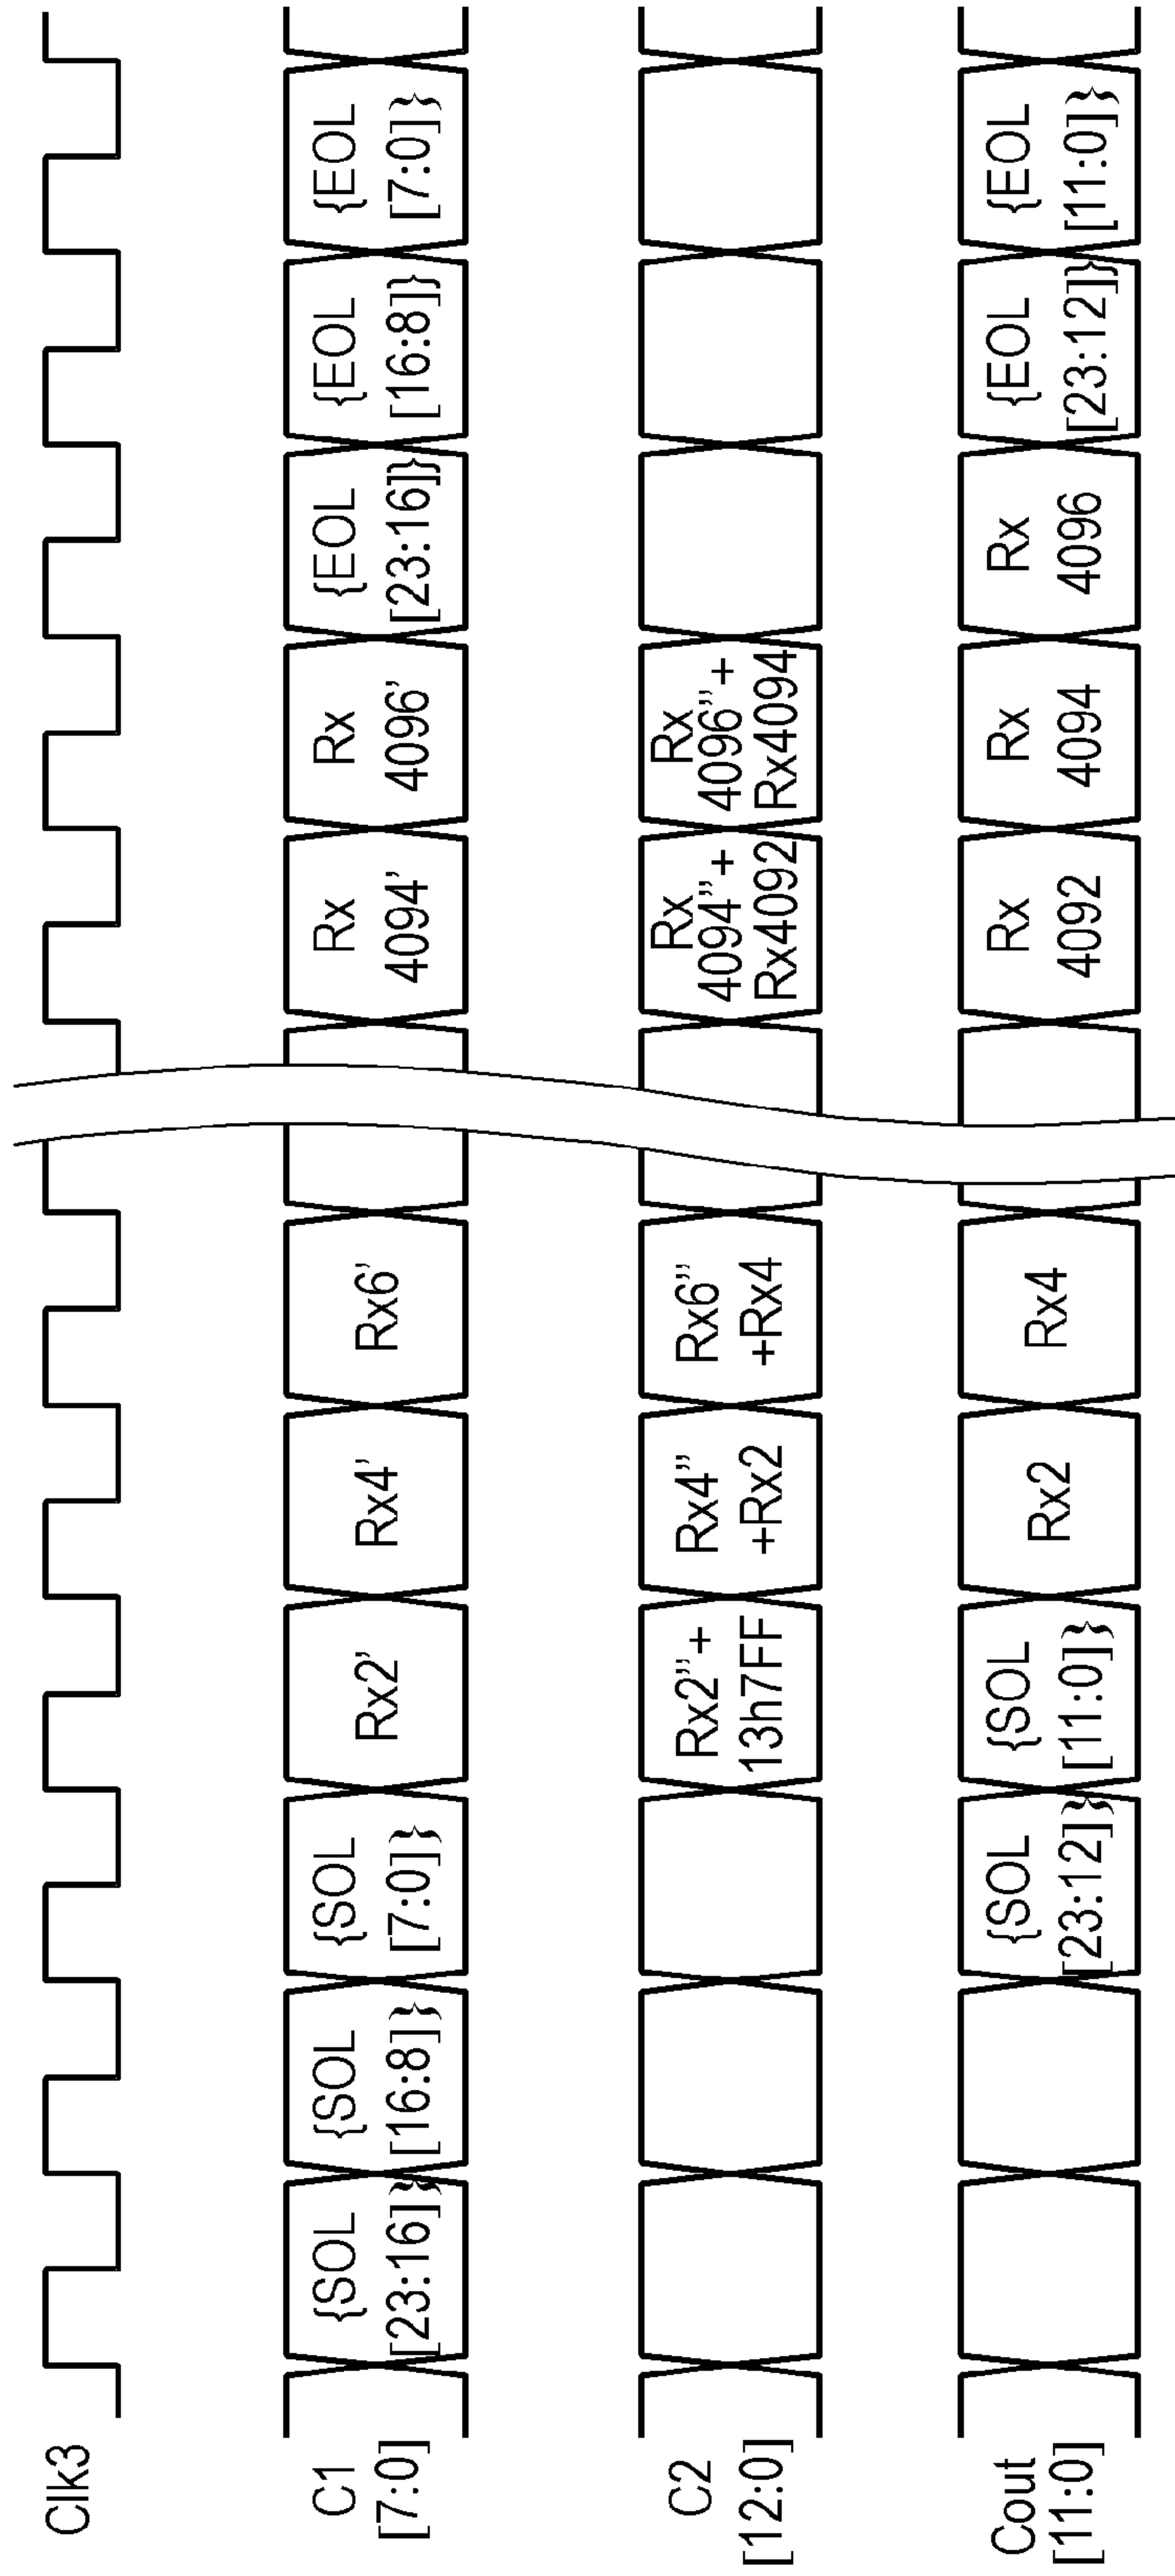 Clk3
C1
[7:0]
{SOL
[23:16]}
{SOL
[16:8]}
{SOL
[7:0]}
Rx2’
Rx4’
Rx6’
Rx
4094’
Rx
4096’
{EOL
[23:16]}
{EOL
[16:8]}
{EOL
[7:0]}
C2
[12:0]
Rx2”+
13h7FF
Rx4”
+Rx2
Rx6”
+Rx4
Rx
4094”+
Rx4092
Rx
4096”+
Rx4094
Cout
[11:0]
{SOL
[23:12]}
{SOL
[11:0]}
Rx2
Rx4
Rx
4092
Rx
4094
Rx
4096
{EOL
[23:12]}
{EOL
[11:0]}